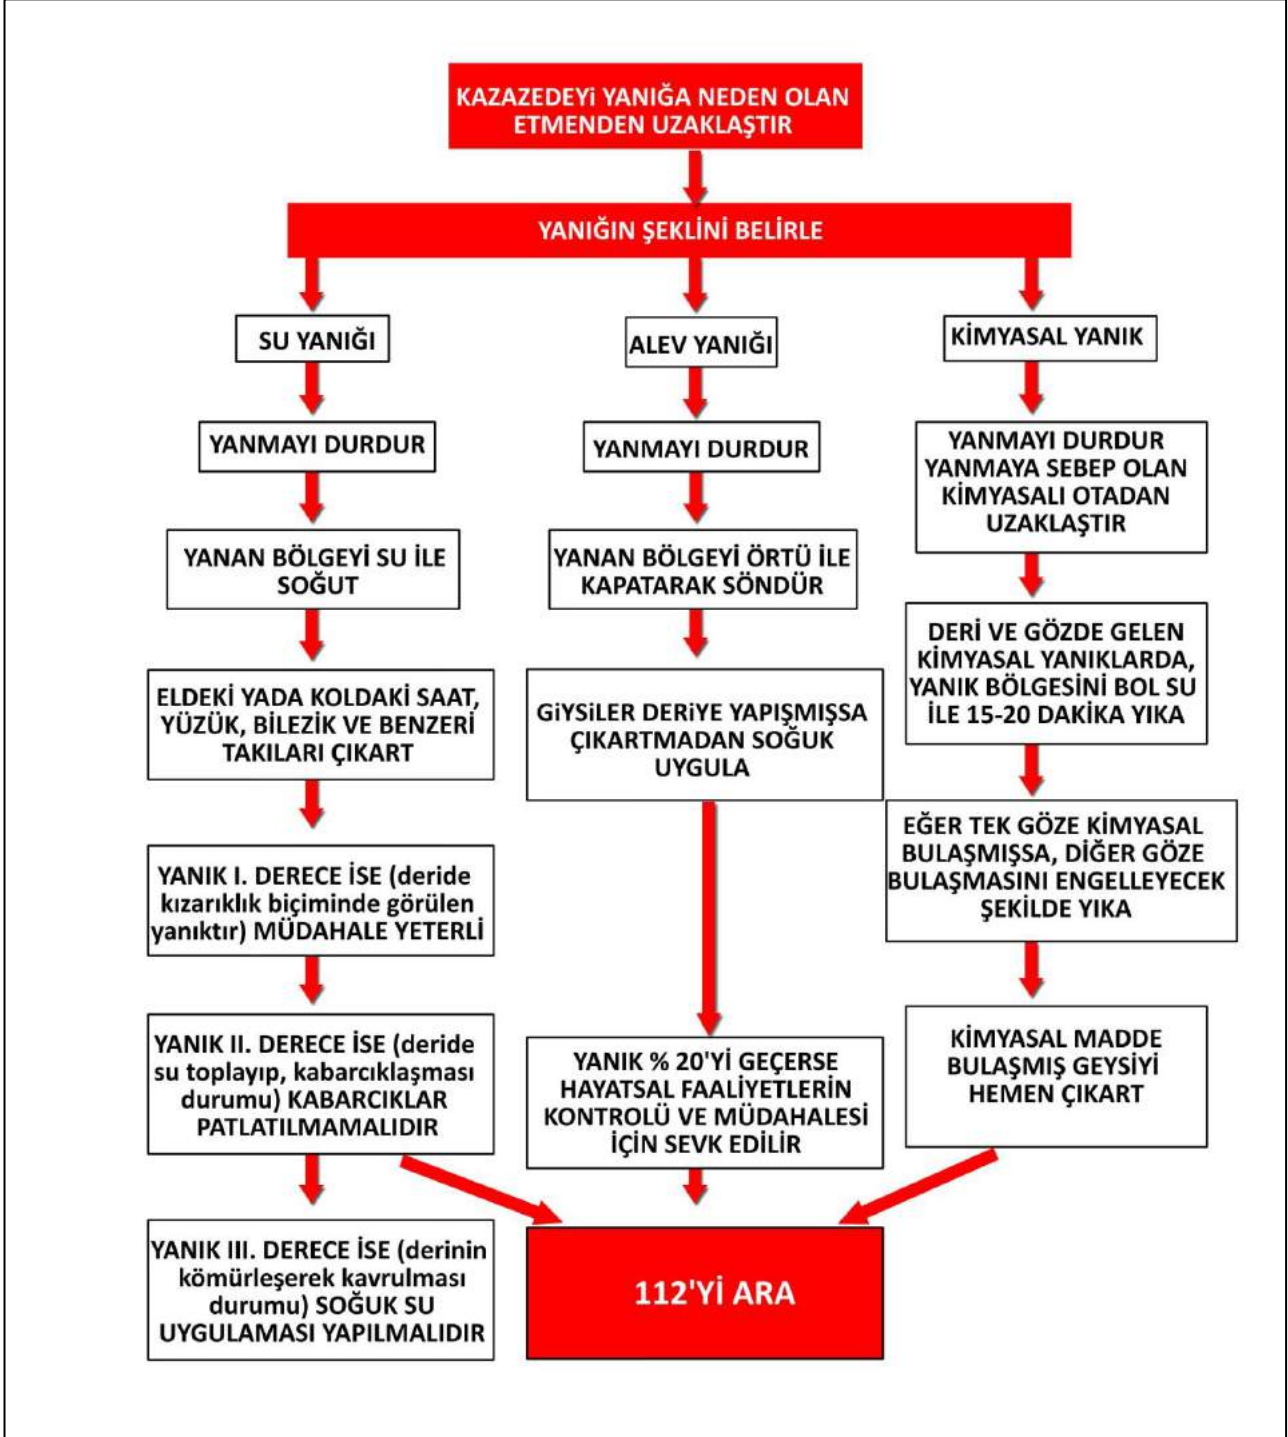 KAZAZEDEYi YANIĞA NEDEN OLAN
ETMENDEN UZAKLAŞTIR
YANIĞIN ŞEKLİNİ BELİRLE
SU YANIĞI
YANMAYI DURDUR
YANAN BÖLGEYİ SU İLE
SOĞUT
ELDEKİ YADA KOLDAKİ SAAT,
YÜZÜK, BİLEZİK VE BENZERİ
TAKILARI ÇIKART
YANIK I. DERECE İSE (deride
kızarıklık biçiminde görülen
yanıktır) MÜDAHALE YETERLİ
YANIK II. DERECE İSE (deride
su toplayıp, kabarcıklaşması
durumu) KABARCIKLAR
PATLATILMAMALIDIR
YANIK III. DERECE İSE (derinin
kömürleşerek kavrulması
durumu) SOĞUK SU
UYGULAMASI YAPILMALIDIR
ALEV YANIĞI
YANMAYI DURDUR
YANAN BÖLGEYİ ÖRTÜ İLE
KAPATARAK SÖNDÜR
GiYSiLER DERiYE YAPIŞMIŞSA
ÇIKARTMADAN SOĞUK
UYGULA
YANIK % 20'Yİ GEÇERSE
HAYATSAL FAALİYETLERİN
KONTROLÜ VE MÜDAHALESİ
İÇİN SEVK EDİLİR
KİMYASAL YANIK
YANMAYI DURDUR
YANMAYA SEBEP OLAN
KİMYASALI OTADAN
UZAKLAŞTIR
DERİ VE GÖZDE GELEN
KİMYASAL YANIKLARDA,
YANIK BÖLGESİNİ BOL SU
İLE 15-20 DAKİKA YIKA
EĞER TEK GÖZE KİMYASAL
BULAŞMIŞSA, DİĞER GÖZE
BULAŞMASINI ENGELLEYECEK
ŞEKİLDE YIKA
KİMYASAL MADDE
BULAŞMIŞ GEYSİYİ
HEMEN ÇIKART
112'Yİ ARA